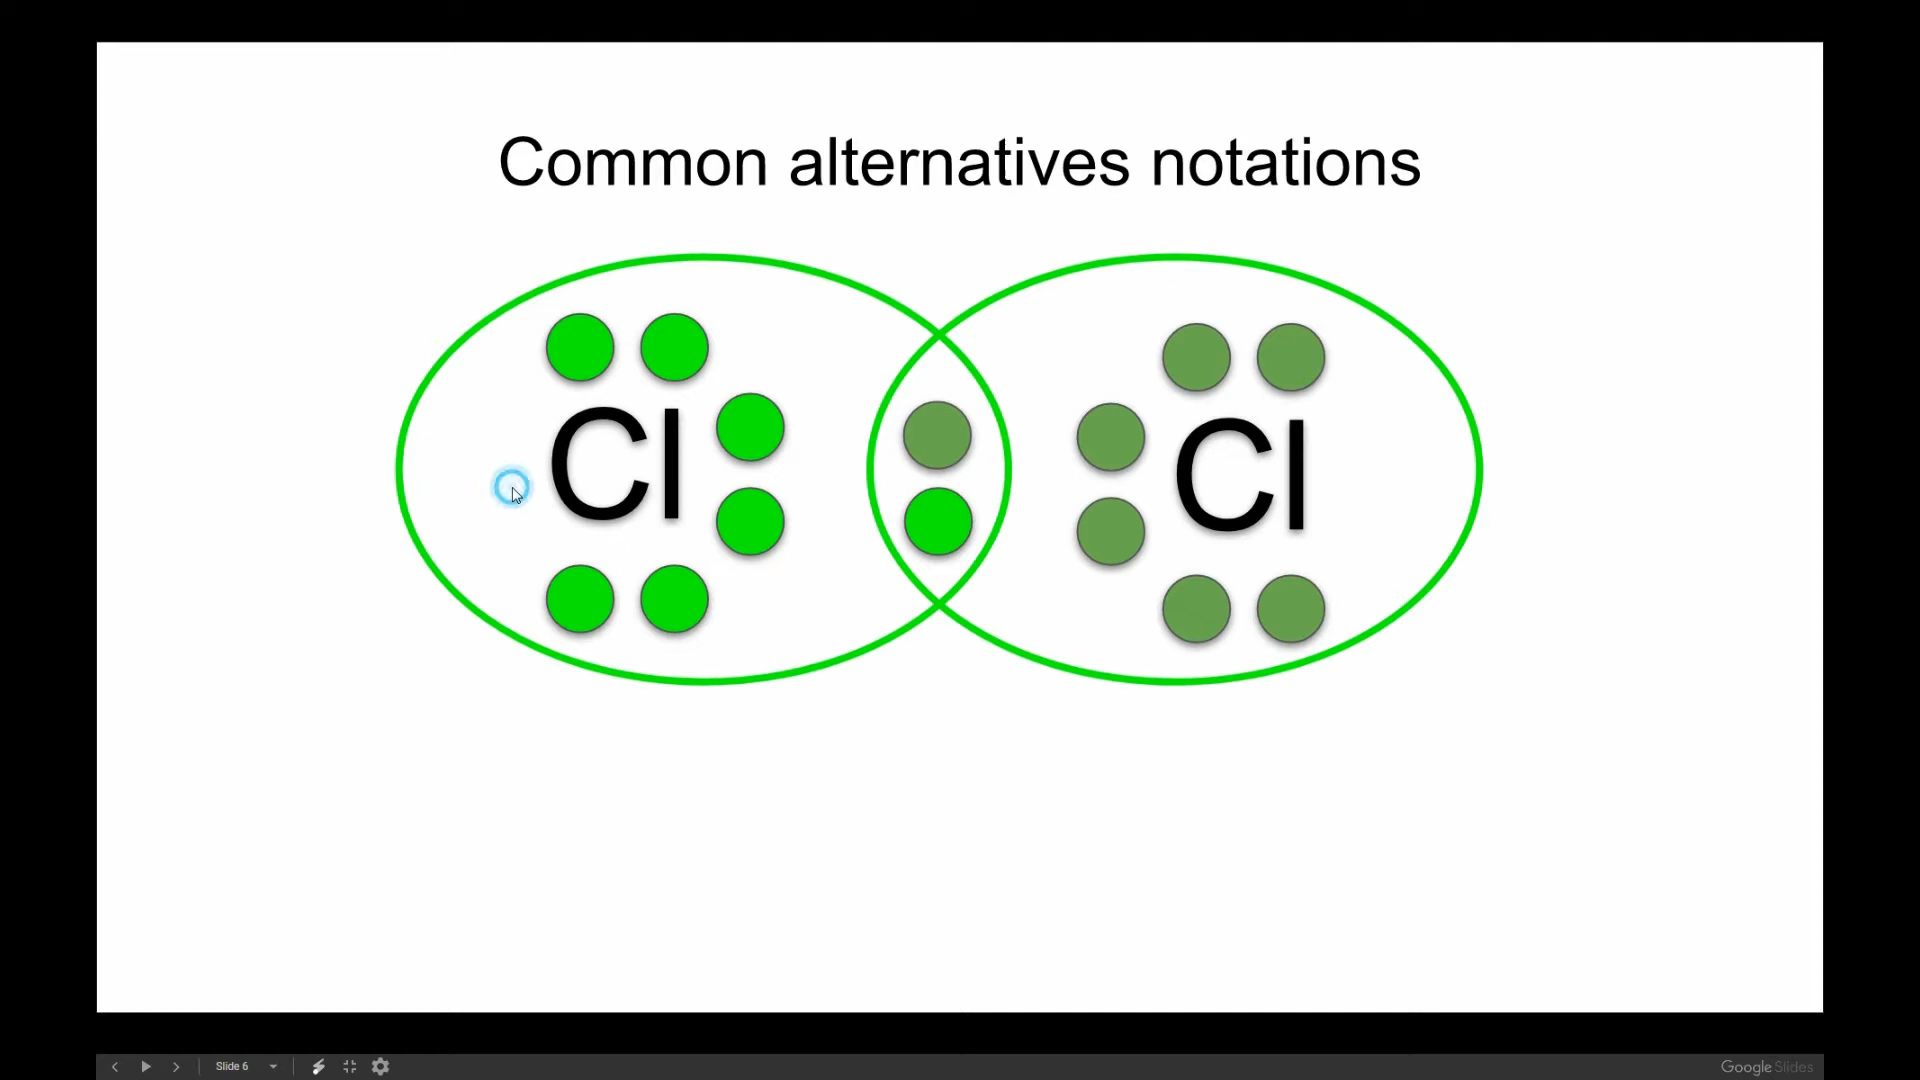 Common alternatives notations
Cl
Cl
Slide 6
Google Slides